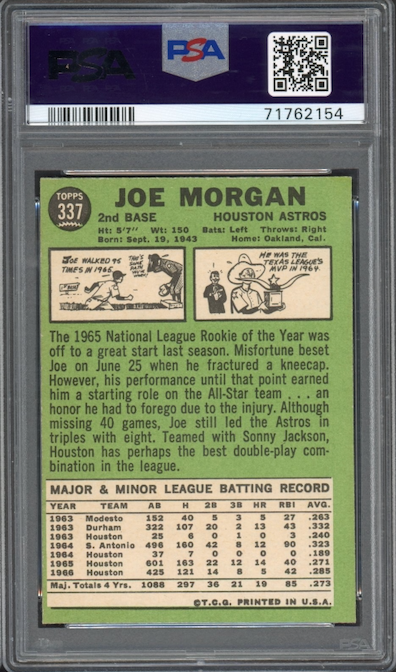 PSA
PSA
71762154
TOPPS
337
JOE MORGAN
2nd BASE HOUSTON ASTROS
Ht: 5'7" Wt: 150 Bats: Left Throws: Right
Born: Sept. 19, 1943 Home: Oakland, Cal.
JOE WALKED 95
TIMES IN 1966.
HE WAS THE
TEXAS LEAGUE'S
MVP IN 1964.
The 1965 National League Rookie of the Year was
off to a great start last season. Misfortune beset
Joe on June 25 when he fractured a kneecap.
However, his performance until that point earned
him a starting role on the All-Star team . . . an
honor he had to forego due to the injury. Although
missing 40 games, Joe still led the Astros in
triples with eight. Teamed with Sonny Jackson,
Houston has perhaps the best double-play com-
bination in the league.
MAJOR & MINOR LEAGUE BATTING RECORD
YEAR TEAM AB H 2B 3B HR RBI AVG.
1963 Modesto 152 40 5 3 5 27 .263
1963 Durham 322 107 20 2 13 43 .332
1963 Houston 25 6 0 1 0 3 .240
1964 S. Antonio 496 160 42 8 12 90 .323
1964 Houston 37 7 0 0 0 0 .189
1965 Houston 601 163 22 12 14 40 .271
1966 Houston 425 121 14 8 5 42 .285
Maj. Totals 4 Yrs. 1088 297 36 21 19 85 .273
©T.C.G. PRINTED IN U.S.A.